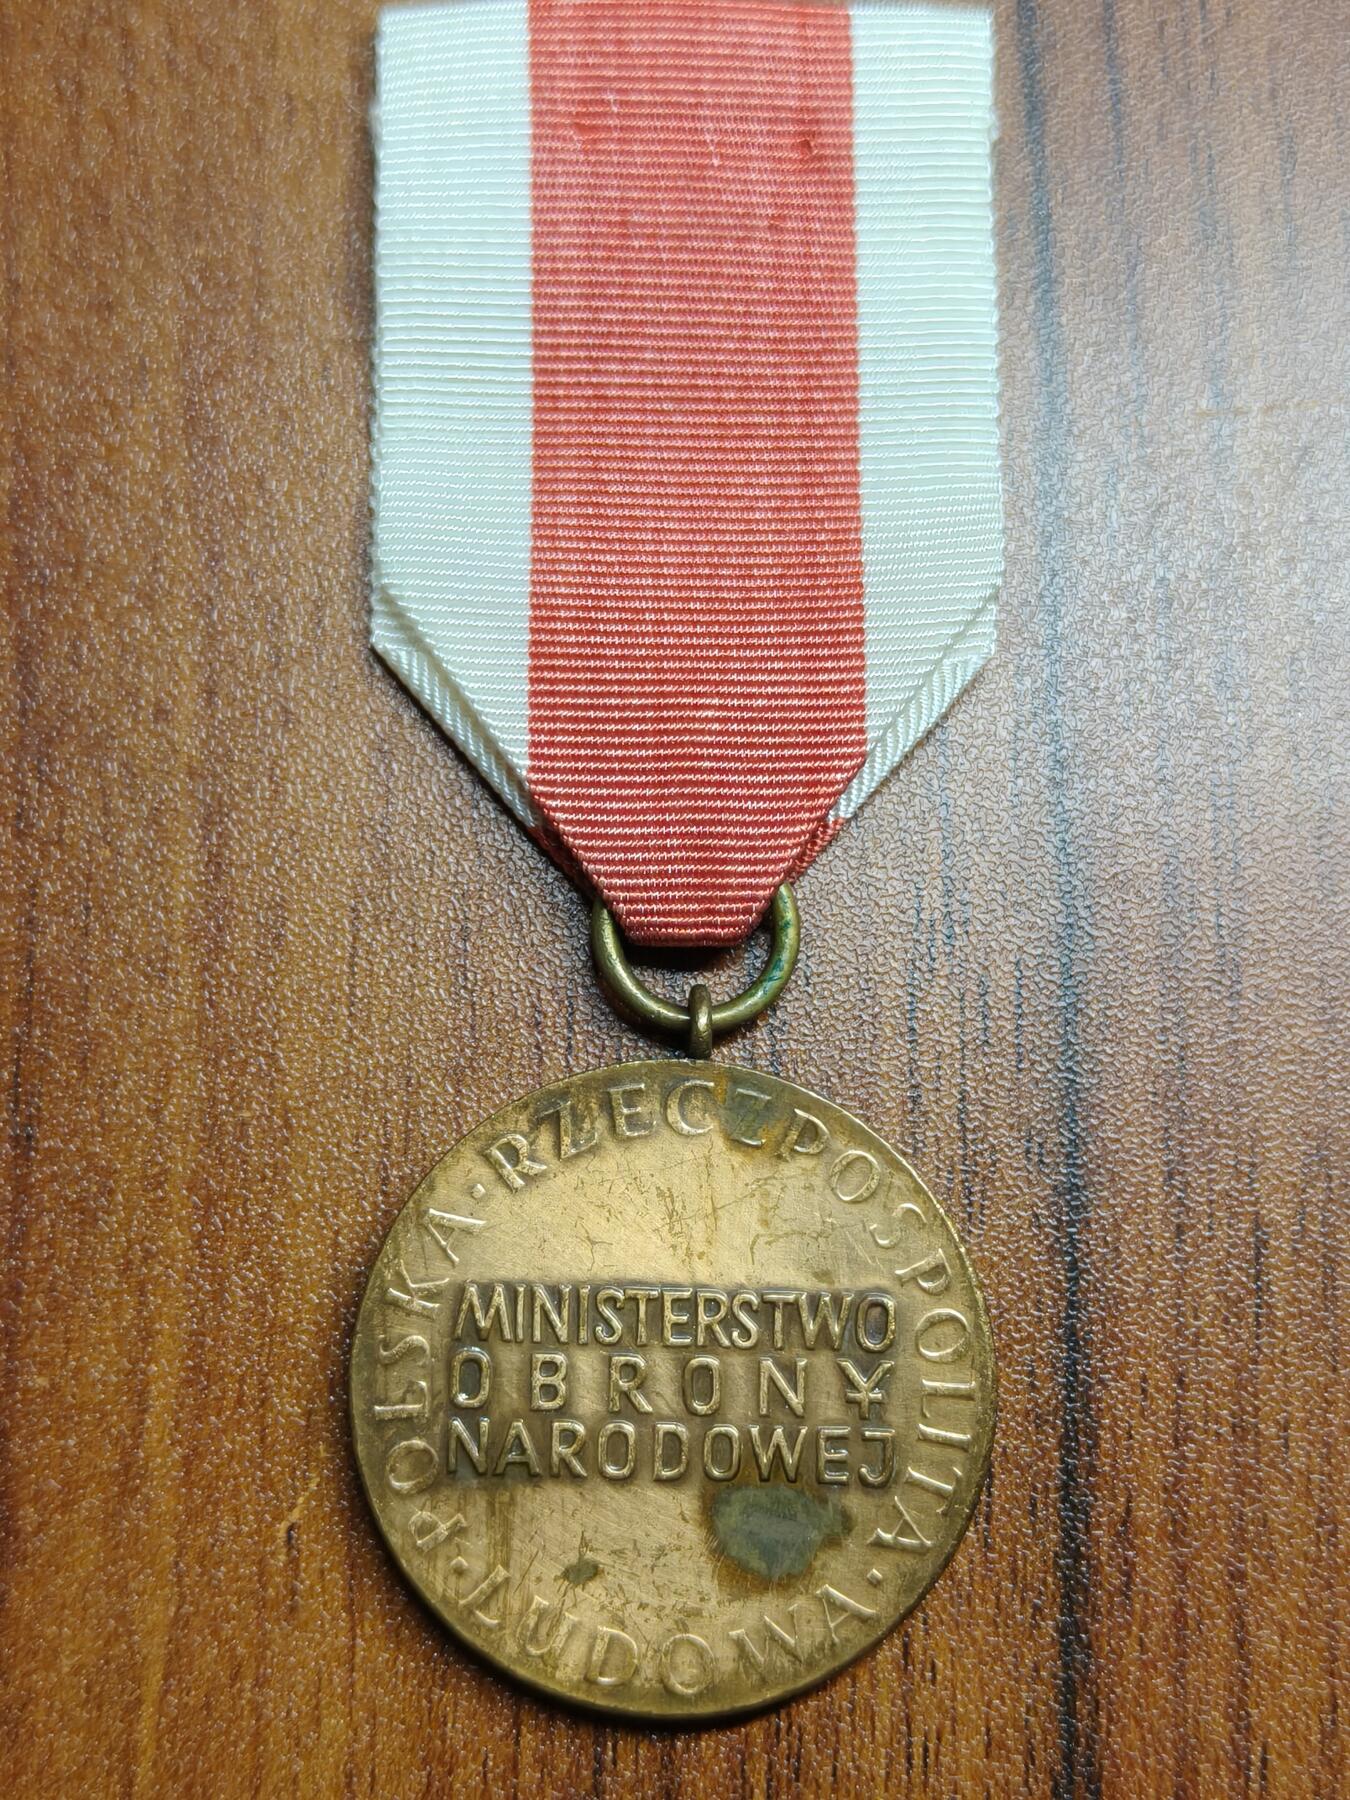 POLSKA · RZECZPOSPOLITA · LUDOWA ·
MINISTERSTWO
OBRONY
NARODOWEJ